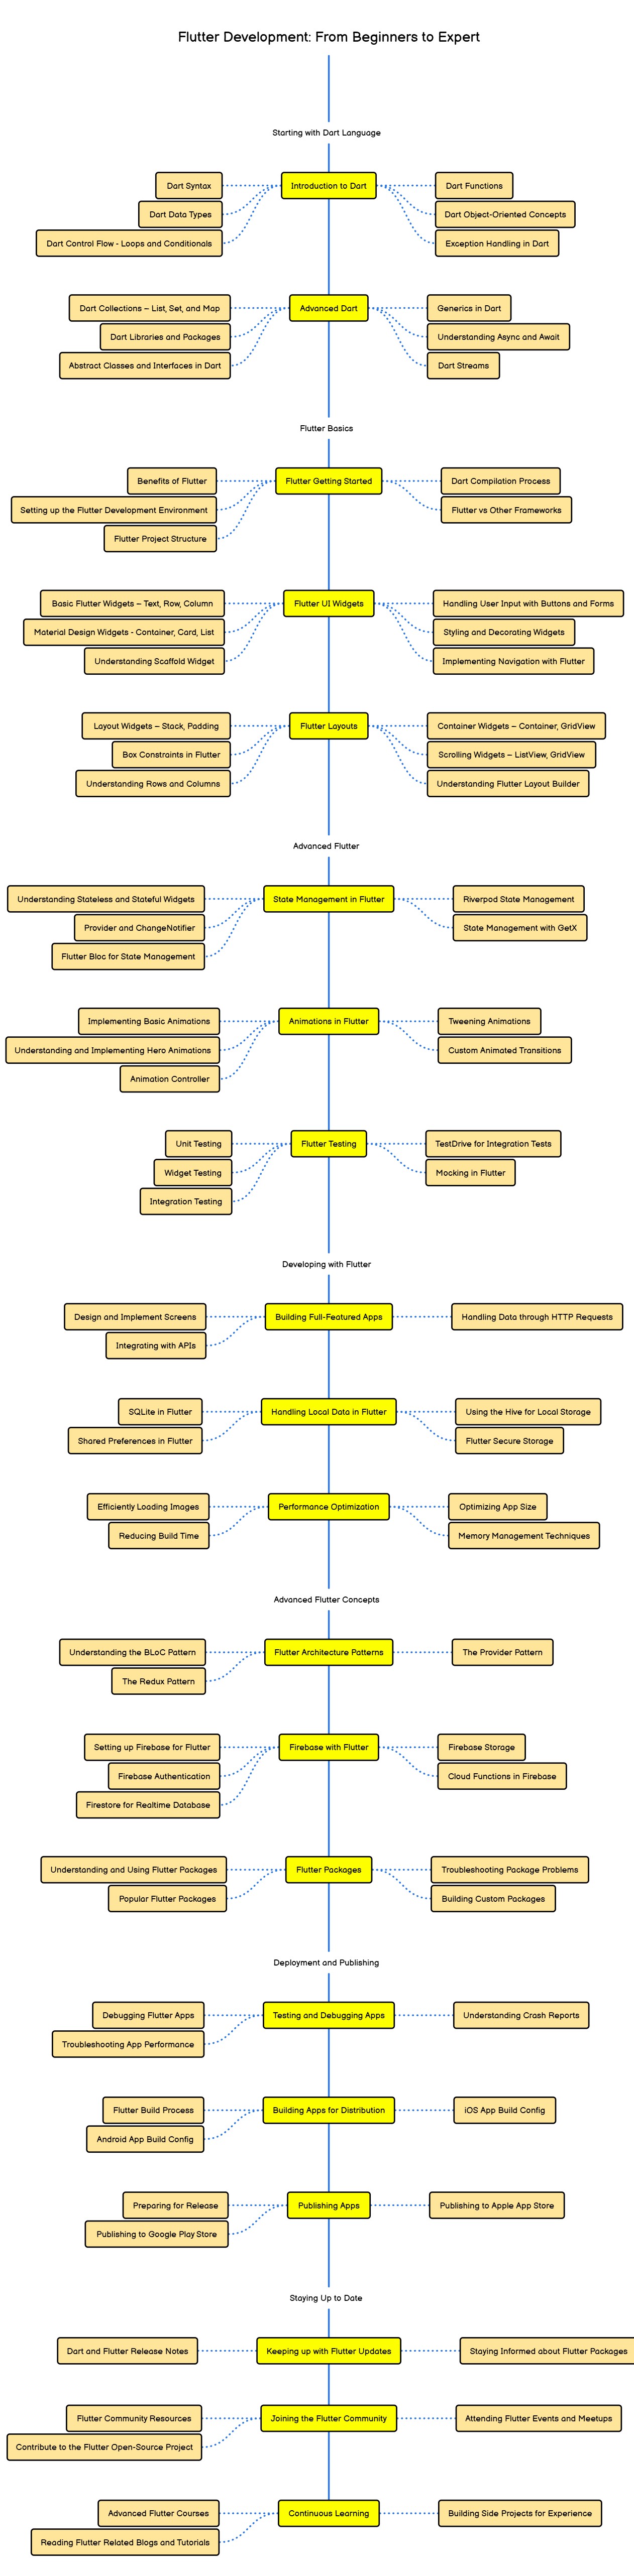 Flutter Development: From Beginners to Expert
Starting with Dart Language
Introduction to Dart
Dart Syntax
Dart Data Types
Dart Control Flow - Loops and Conditionals
Dart Functions
Dart Object-Oriented Concepts
Exception Handling in Dart
Advanced Dart
Dart Collections – List, Set, and Map
Dart Libraries and Packages
Abstract Classes and Interfaces in Dart
Generics in Dart
Understanding Async and Await
Dart Streams
Flutter Basics
Flutter Getting Started
Benefits of Flutter
Setting up the Flutter Development Environment
Flutter Project Structure
Dart Compilation Process
Flutter vs Other Frameworks
Flutter UI Widgets
Basic Flutter Widgets – Text, Row, Column
Material Design Widgets - Container, Card, List
Understanding Scaffold Widget
Handling User Input with Buttons and Forms
Styling and Decorating Widgets
Implementing Navigation with Flutter
Flutter Layouts
Layout Widgets – Stack, Padding
Box Constraints in Flutter
Understanding Rows and Columns
Container Widgets – Container, GridView
Scrolling Widgets – ListView, GridView
Understanding Flutter Layout Builder
Advanced Flutter
State Management in Flutter
Understanding Stateless and Stateful Widgets
Provider and ChangeNotifier
Flutter Bloc for State Management
Riverpod State Management
State Management with GetX
Animations in Flutter
Implementing Basic Animations
Understanding and Implementing Hero Animations
Animation Controller
Tweening Animations
Custom Animated Transitions
Flutter Testing
Unit Testing
Widget Testing
Integration Testing
TestDrive for Integration Tests
Mocking in Flutter
Developing with Flutter
Building Full-Featured Apps
Design and Implement Screens
Integrating with APIs
Handling Data through HTTP Requests
Handling Local Data in Flutter
SQLite in Flutter
Shared Preferences in Flutter
Using the Hive for Local Storage
Flutter Secure Storage
Performance Optimization
Efficiently Loading Images
Reducing Build Time
Optimizing App Size
Memory Management Techniques
Advanced Flutter Concepts
Flutter Architecture Patterns
Understanding the BLoC Pattern
The Redux Pattern
The Provider Pattern
Firebase with Flutter
Setting up Firebase for Flutter
Firebase Authentication
Firestore for Realtime Database
Firebase Storage
Cloud Functions in Firebase
Flutter Packages
Understanding and Using Flutter Packages
Popular Flutter Packages
Troubleshooting Package Problems
Building Custom Packages
Deployment and Publishing
Testing and Debugging Apps
Debugging Flutter Apps
Troubleshooting App Performance
Understanding Crash Reports
Building Apps for Distribution
Flutter Build Process
Android App Build Config
iOS App Build Config
Publishing Apps
Preparing for Release
Publishing to Google Play Store
Publishing to Apple App Store
Staying Up to Date
Keeping up with Flutter Updates
Dart and Flutter Release Notes
Staying Informed about Flutter Packages
Joining the Flutter Community
Flutter Community Resources
Contribute to the Flutter Open-Source Project
Attending Flutter Events and Meetups
Continuous Learning
Advanced Flutter Courses
Reading Flutter Related Blogs and Tutorials
Building Side Projects for Experience